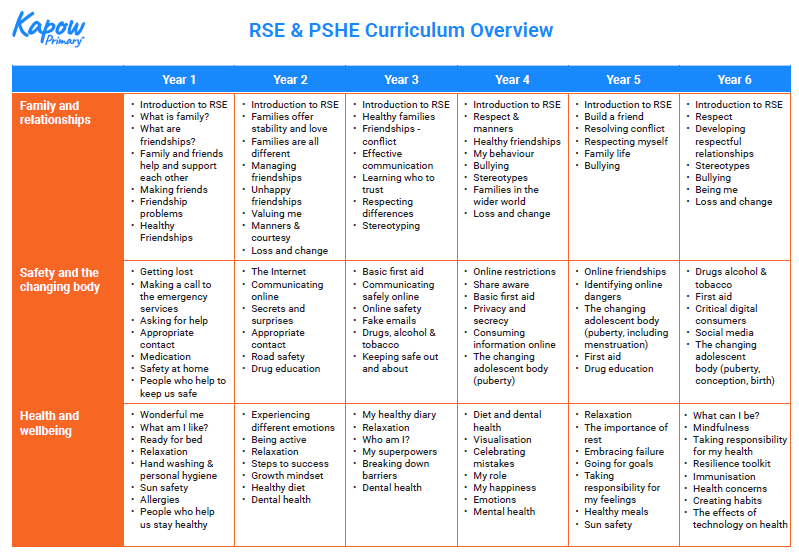 Kapow
Primary™
RSE & PSHE Curriculum Overview
Year 1
Year 2
Year 3
Year 4
Year 5
Year 6
Family and
relationships
• Introduction to RSE
• What is family?
• What are
friendships?
• Family and friends
help and support
each other
• Making friends
• Friendship
problems
• Healthy
Friendships
• Introduction to RSE
• Families offer
stability and love
• Families are all
different
• Managing
friendships
• Unhappy
friendships
• Valuing me
• Manners &
courtesy
• Loss and change
• Introduction to RSE
• Healthy families
• Friendships -
conflict
• Effective
communication
• Learning who to
trust
• Respecting
differences
• Stereotyping
• Introduction to RSE
• Respect &
manners
• Healthy friendships
• My behaviour
• Bullying
• Stereotypes
• Families in the
wider world
• Loss and change
• Introduction to RSE
• Build a friend
• Resolving conflict
• Respecting myself
• Family life
• Bullying
• Introduction to RSE
• Respect
• Developing
respectful
relationships
• Stereotypes
• Bullying
• Being me
• Loss and change
Safety and the
changing body
• Getting lost
• Making a call to
the emergency
services
• Asking for help
• Appropriate
contact
• Medication
• Safety at home
• People who help to
keep us safe
• The Internet
• Communicating
online
• Secrets and
surprises
• Appropriate
contact
• Road safety
• Drug education
• Basic first aid
• Communicating
safely online
• Online safety
• Fake emails
• Drugs, alcohol &
tobacco
• Keeping safe out
and about
• Online restrictions
• Share aware
• Basic first aid
• Privacy and
secrecy
• Consuming
information online
• The changing
adolescent body
(puberty)
• Online friendships
• Identifying online
dangers
• The changing
adolescent body
(puberty, including
menstruation)
• First aid
• Drug education
• Drugs alcohol &
tobacco
• First aid
• Critical digital
consumers
• Social media
• The changing
adolescent
body (puberty,
conception, birth)
Health and
wellbeing
• Wonderful me
• What am I like?
• Ready for bed
• Relaxation
• Hand washing &
personal hygiene
• Sun safety
• Allergies
• People who help
us stay healthy
• Experiencing
different emotions
• Being active
• Relaxation
• Steps to success
• Growth mindset
• Healthy diet
• Dental health
• My healthy diary
• Relaxation
• Who am I?
• My superpowers
• Breaking down
barriers
• Dental health
• Diet and dental
health
• Visualisation
• Celebrating
mistakes
• My role
• My happiness
• Emotions
• Mental health
• Relaxation
• The importance of
rest
• Embracing failure
• Going for goals
• Taking
responsibility for
my feelings
• Healthy meals
• Sun safety
• What can I be?
• Mindfulness
• Taking responsibility
for my health
• Resilience toolkit
• Immunisation
• Health concerns
• Creating habits
• The effects of
technology on health